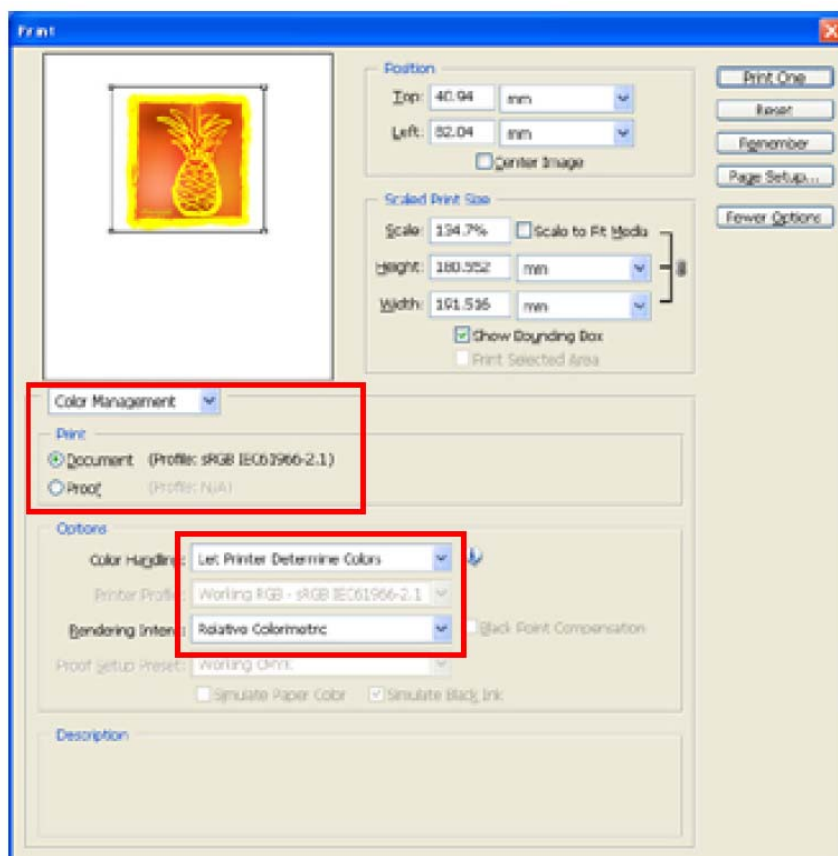 Print
Position
Top: 40.94 mm
Left: 82.04 mm
Center Image
Scaled Print Size
Scale: 134.7% Scale to Fit Media
Height: 180.552 mm
Width: 191.516 mm
Show Bounding Box
Print Selected Area
Print One
Reset
Remember
Page Setup...
Fewer Options
Color Management
Print
Document (Profile: sRGB IEC61966-2.1)
Proof (Profile: N/A)
Options
Color Handling: Let Printer Determine Colors
Printer Profile: Working RGB - sRGB IEC61966-2.1
Rendering Intent: Relative Colorimetric Black Point Compensation
Proof Setup Preset: Working CMYK
Simulate Paper Color Simulate Black Ink
Description